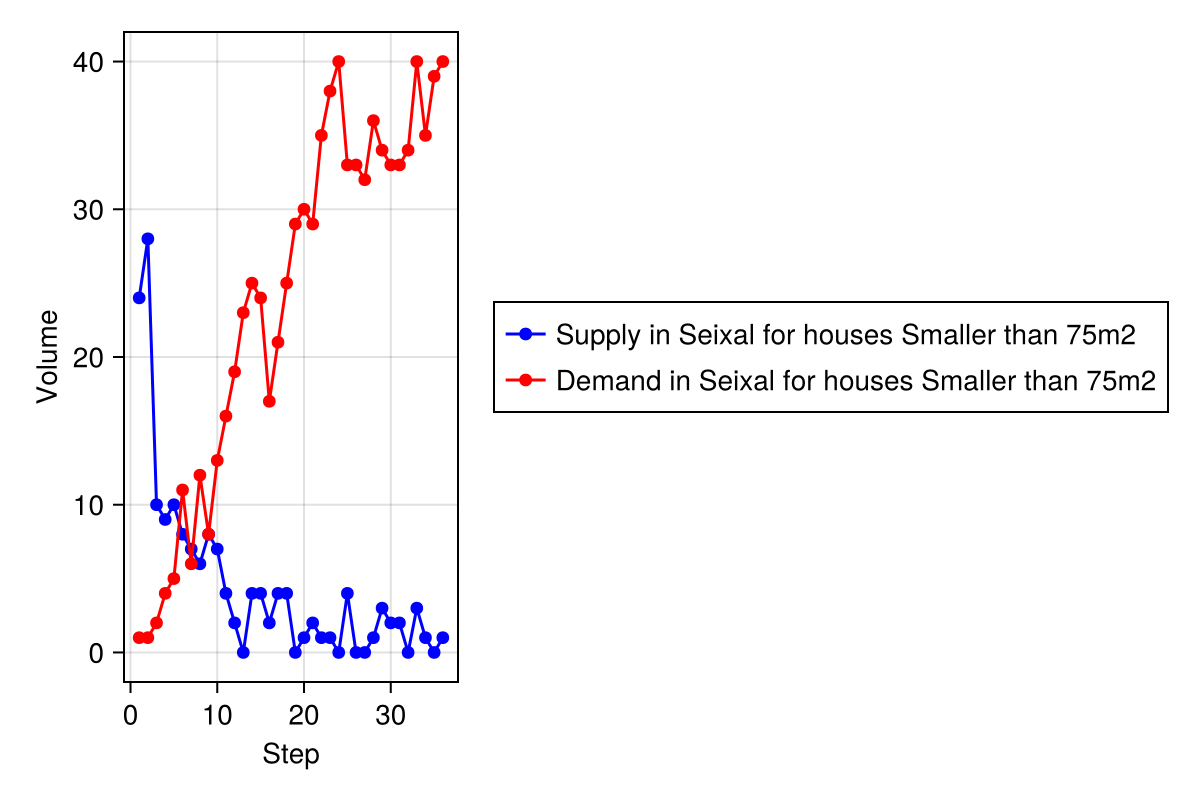 40
30
20
10
0
Volume
0 10 20 30
Step
Supply in Seixal for houses Smaller than 75m2
Demand in Seixal for houses Smaller than 75m2